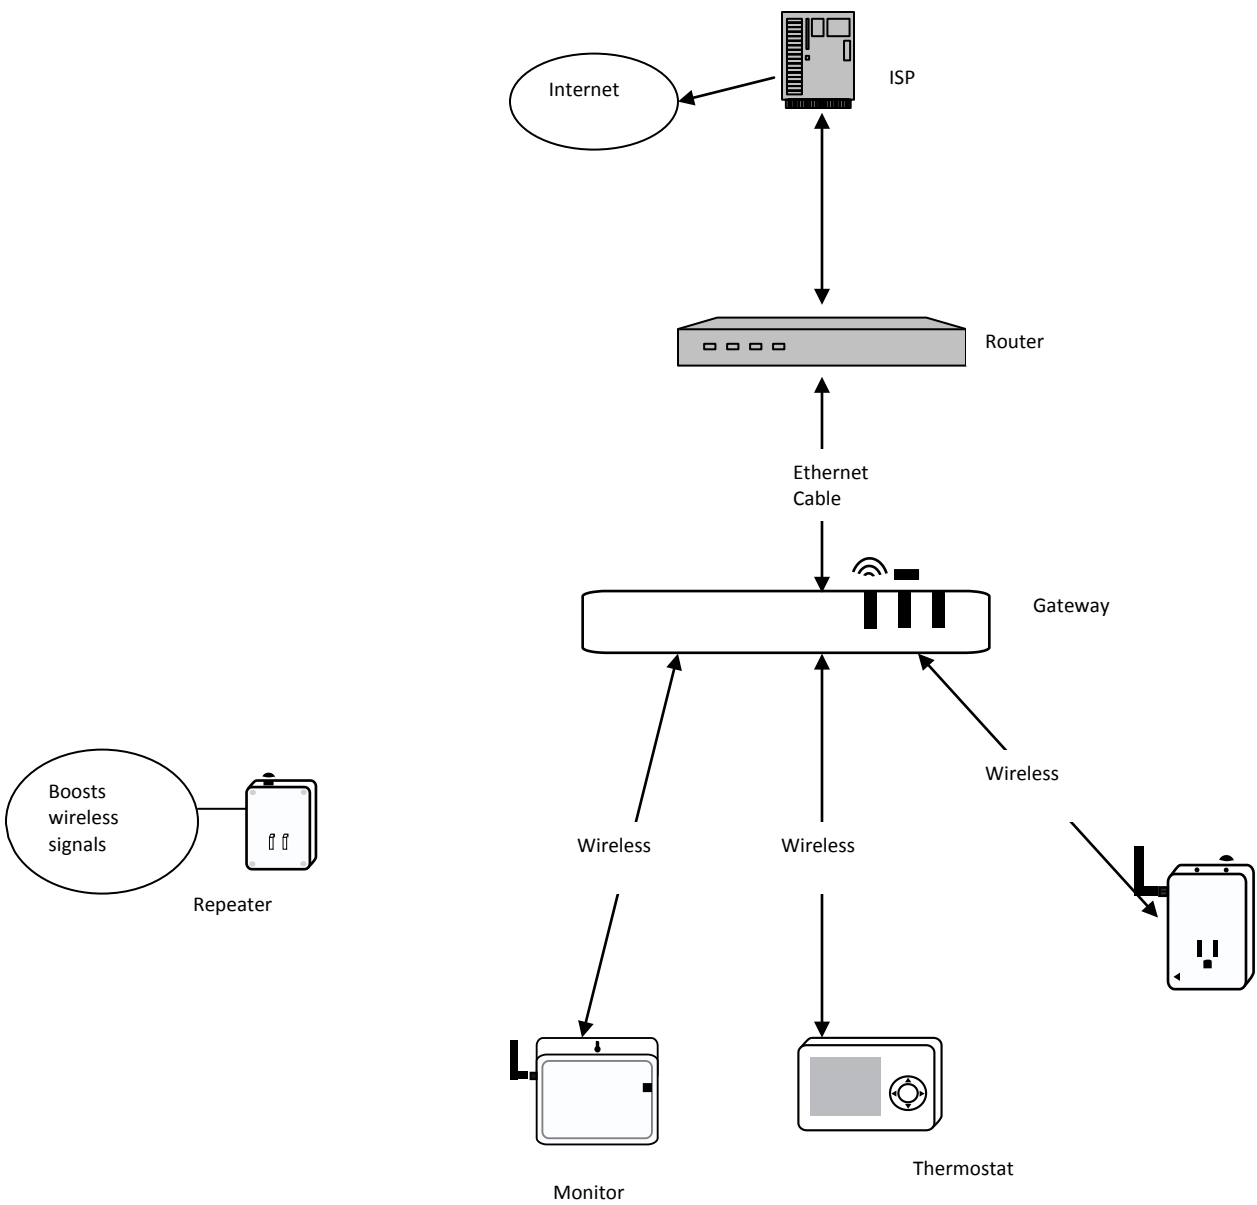 ISP
Internet
Router
Ethernet
Cable
Gateway
Wireless
Boosts
wireless
signals
Wireless
Wireless
Repeater
Thermostat
Monitor